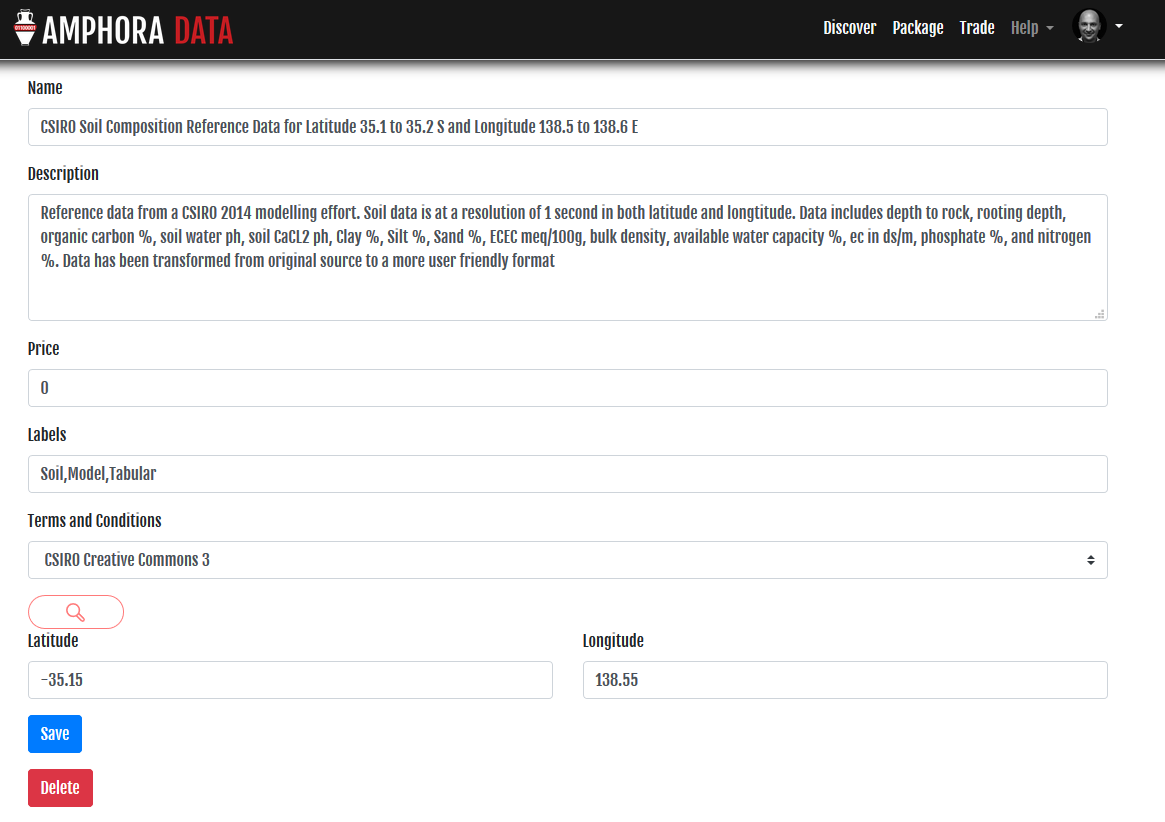 01100001 AMPHORA DATA Discover Package Trade Help
Name
CSIRO Soil Composition Reference Data for Latitude 35.1 to 35.2 S and Longitude 138.5 to 138.6 E
Description
Reference data from a CSIRO 2014 modelling effort. Soil data is at a resolution of 1 second in both latitude and longtitude. Data includes depth to rock, rooting depth,
organic carbon %, soil water ph, soil CaCL2 ph, Clay %, Silt %, Sand %, ECEC meq/100g, bulk density, available water capacity %, ec in ds/m, phosphate %, and nitrogen
%. Data has been transformed from original source to a more user friendly format
Price
0
Labels
Soil,Model,Tabular
Terms and Conditions
CSIRO Creative Commons 3
Latitude Longitude
-35.15 138.55
Save
Delete